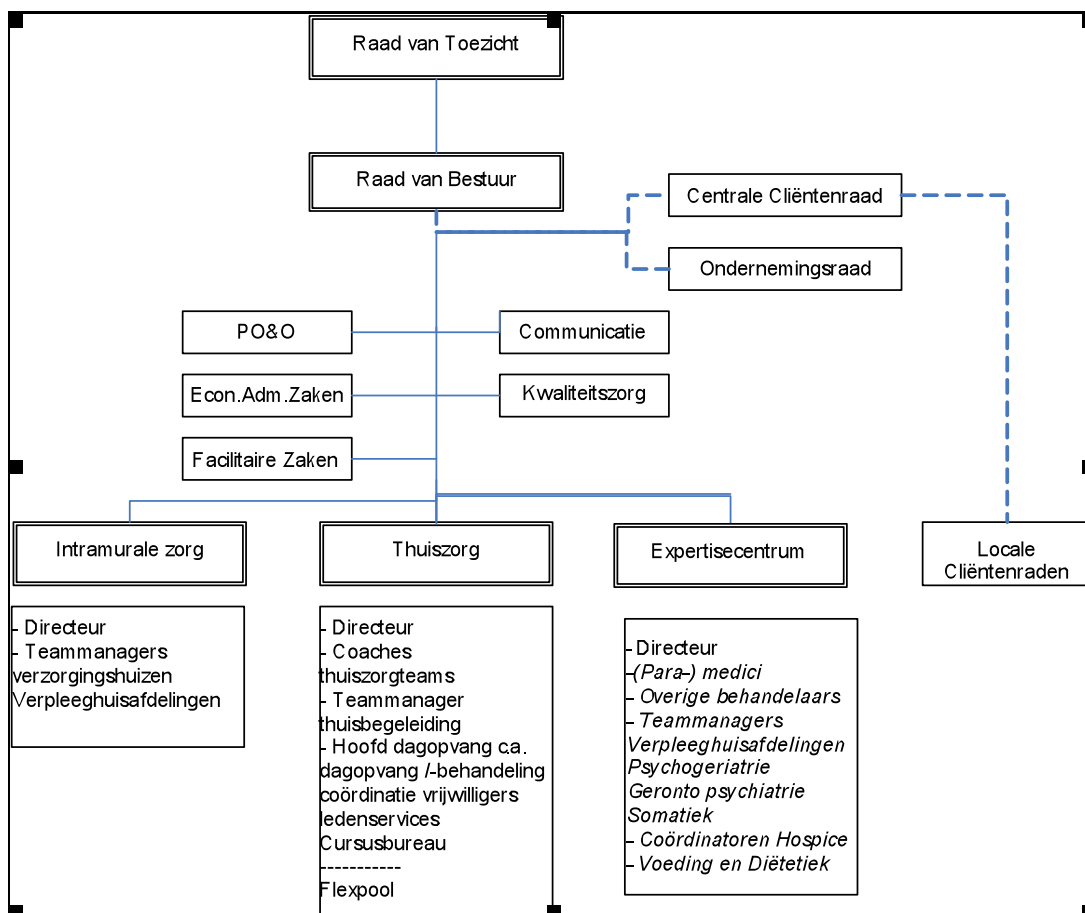 Raad van Toezicht
Raad van Bestuur
Centrale Cliëntenraad
Ondernemingsraad
PO&O
Communicatie
Econ.Adm.Zaken
Kwaliteitszorg
Facilitaire Zaken
Intramurale zorg
Thuiszorg
Expertisecentrum
Locale
Cliëntenraden
- Directeur
- Teammanagers
verzorgingshuizen
Verpleeghuisafdelingen
- Directeur
- Coaches
thuiszorgteams
- Teammanager
thuisbegeleiding
- Hoofd dagopvang c.a.
dagopvang /-behandeling
coördinatie vrijwilligers
ledenservices
Cursusbureau
-----------
Flexpool
- Directeur
-(Para-) medici
- Overige behandelaars
- Teammanagers
Verpleeghuisafdelingen
Psychogeriatrie
Geronto psychiatrie
Somatiek
- Coördinatoren Hospice
- Voeding en Diëtetiek